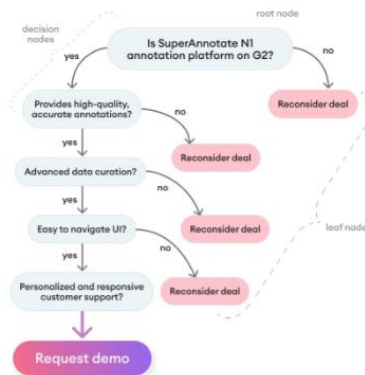 root node
decision
nodes
Is SuperAnnotate N1
annotation platform on G2?
yes
no
Provides high-quality,
accurate annotations?
Reconsider deal
no
yes
Reconsider deal
Advanced data curation?
no
yes
Easy to navigate UI?
Reconsider deal
leaf node
no
yes
Reconsider deal
Personalized and responsive
customer support?
Request demo